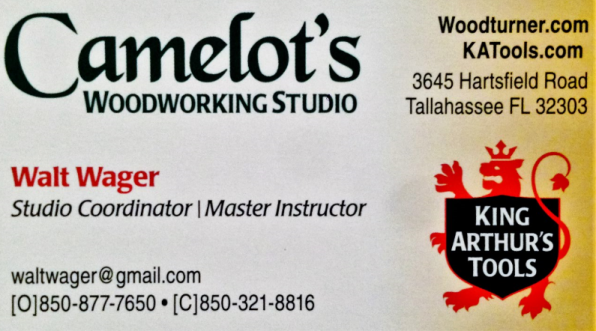 Camelot's
WOODWORKING STUDIO
Woodturner.com
KATools.com
3645 Hartsfield Road
Tallahassee FL 32303
Walt Wager
Studio Coordinator | Master Instructor
waltwager@gmail.com
[O]850-877-7650 • [C]850-321-8816
KING
ARTHUR'S
TOOLS